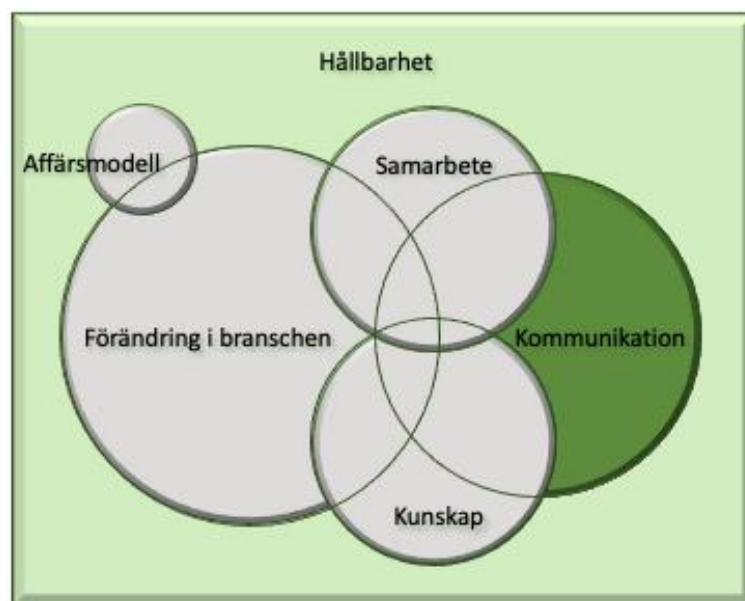 Hållbarhet
Affärsmodell
Samarbete
Förändring i branschen
Kommunikation
Kunskap